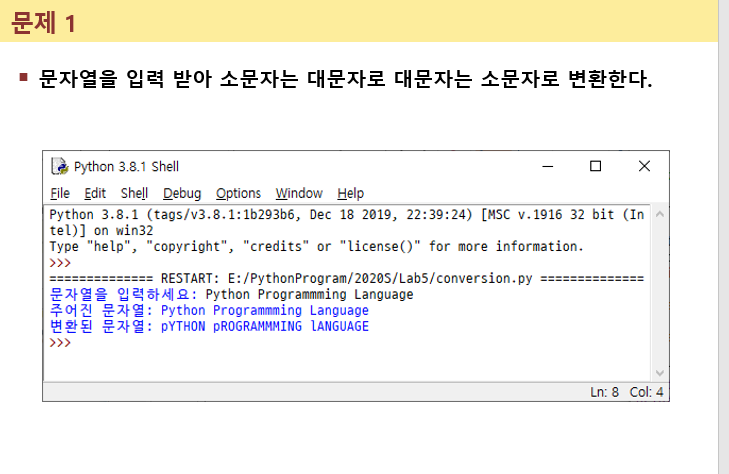 문제 1
▪ 문자열을 입력 받아 소문자는 대문자로 대문자는 소문자로 변환한다.
Python 3.8.1 Shell
File Edit Shell Debug Options Window Help
Python 3.8.1 (tags/v3.8.1:1b293b6, Dec 18 2019, 22:39:24) [MSC v.1916 32 bit (In
tel)] on win32
Type "help", "copyright", "credits" or "license()" for more information.
>>>
============== RESTART: E:/PythonProgram/2020S/Lab5/conversion.py ==============
문자열을 입력하세요: Python Programmming Language
주어진 문자열: Python Programmming Language
변환된 문자열: pYTHON pROGRAMMMING lANGUAGE
>>>
Ln: 8 Col: 4